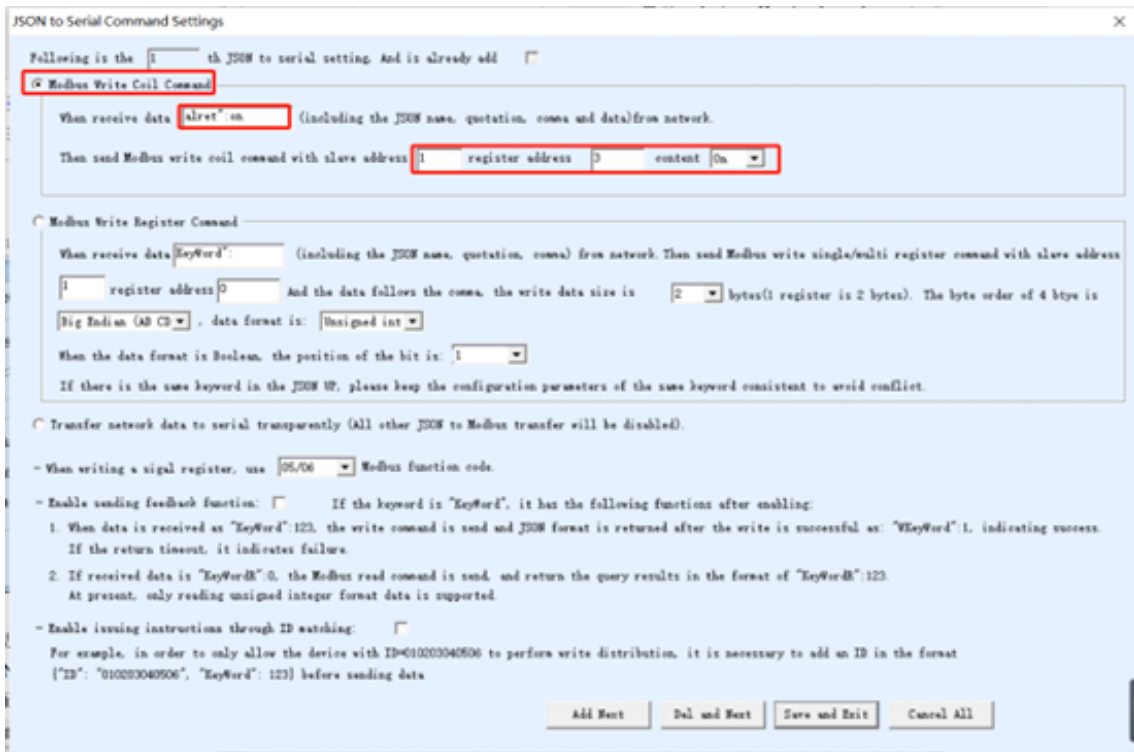 JSON to Serial Command Settings
Following is the 1 th JSON to serial setting. And is already add
Modbus Write Coil Command
When receive data alret":on (including the JSON name, quotation, comma and data)from network.
Then send Modbus write coil command with slave address 1 register address 3 content On
Modbus Write Register Command
When receive data KeyWord": (including the JSON name, quotation, comma) from network. Then send Modbus write single/multi register command with slave address
1 register address 0 And the data follows the comma, the write data size is 2 bytes(1 register is 2 bytes). The byte order of 4 btye is
Big Endian (AB CD , data format is: Unsigned int
When the data format is Boolean, the position of the bit is: 1
If there is the same keyword in the JSON UP, please keep the configuration parameters of the same keyword consistent to avoid conflict.
Transfer network data to serial transparently (All other JSON to Modbus transfer will be disabled).
- When writing a sigal register, use 05/06 Modbus function code.
- Enable sending feedback function: If the keyword is "KeyWord", it has the following functions after enabling:
1. When data is received as "KeyWord":123, the write command is send and JSON format is returned after the write is successful as: "WKeyWord":1, indicating success.
If the return timeout, it indicates failure.
2. If received data is "KeyWordR":0, the Modbus read command is send, and return the query results in the format of "KeyWordR":123.
At present, only reading unsigned integer format data is supported.
- Enable issuing instructions through ID matching:
For example, in order to only allow the device with ID=010203040506 to perform write distribution, it is necessary to add an ID in the format
{"ID": "010203040506", "KeyWord": 123} before sending data
Add Next Del and Next Save and Exit Cancel All